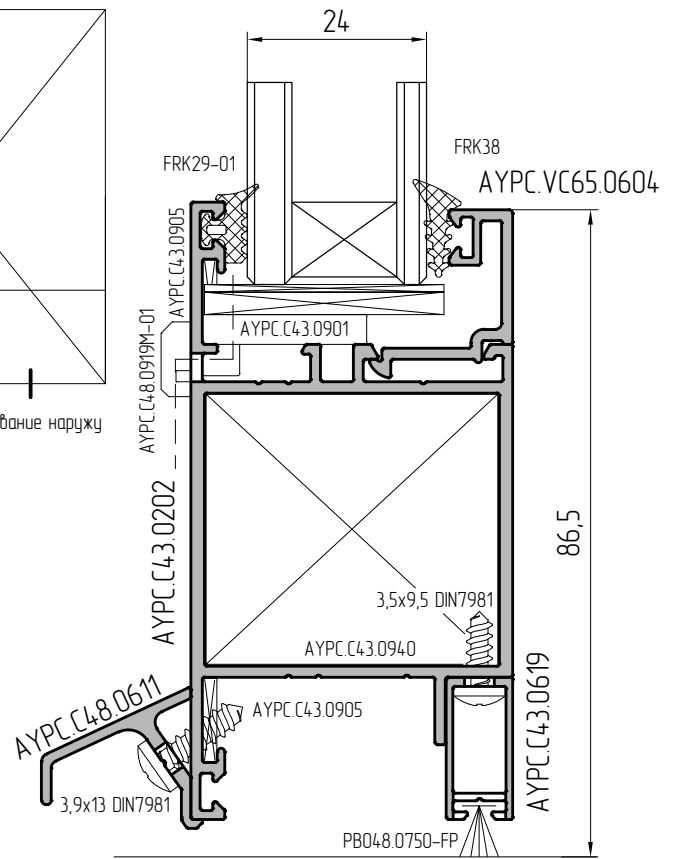 24
FRK29-01
FRK38
AYPC.VC65.0604
AYPC.C43.0905
AYPC.C43.0901
AYPC.C48.0919M-01
вание наружу
AYPC.C43.0202
86,5
3,5x9,5 DIN7981
AYPC.C43.0940
AYPC.C48.0611
AYPC.C43.0905
AYPC.C43.0619
3,9x13 DIN7981
PB048.0750-FP